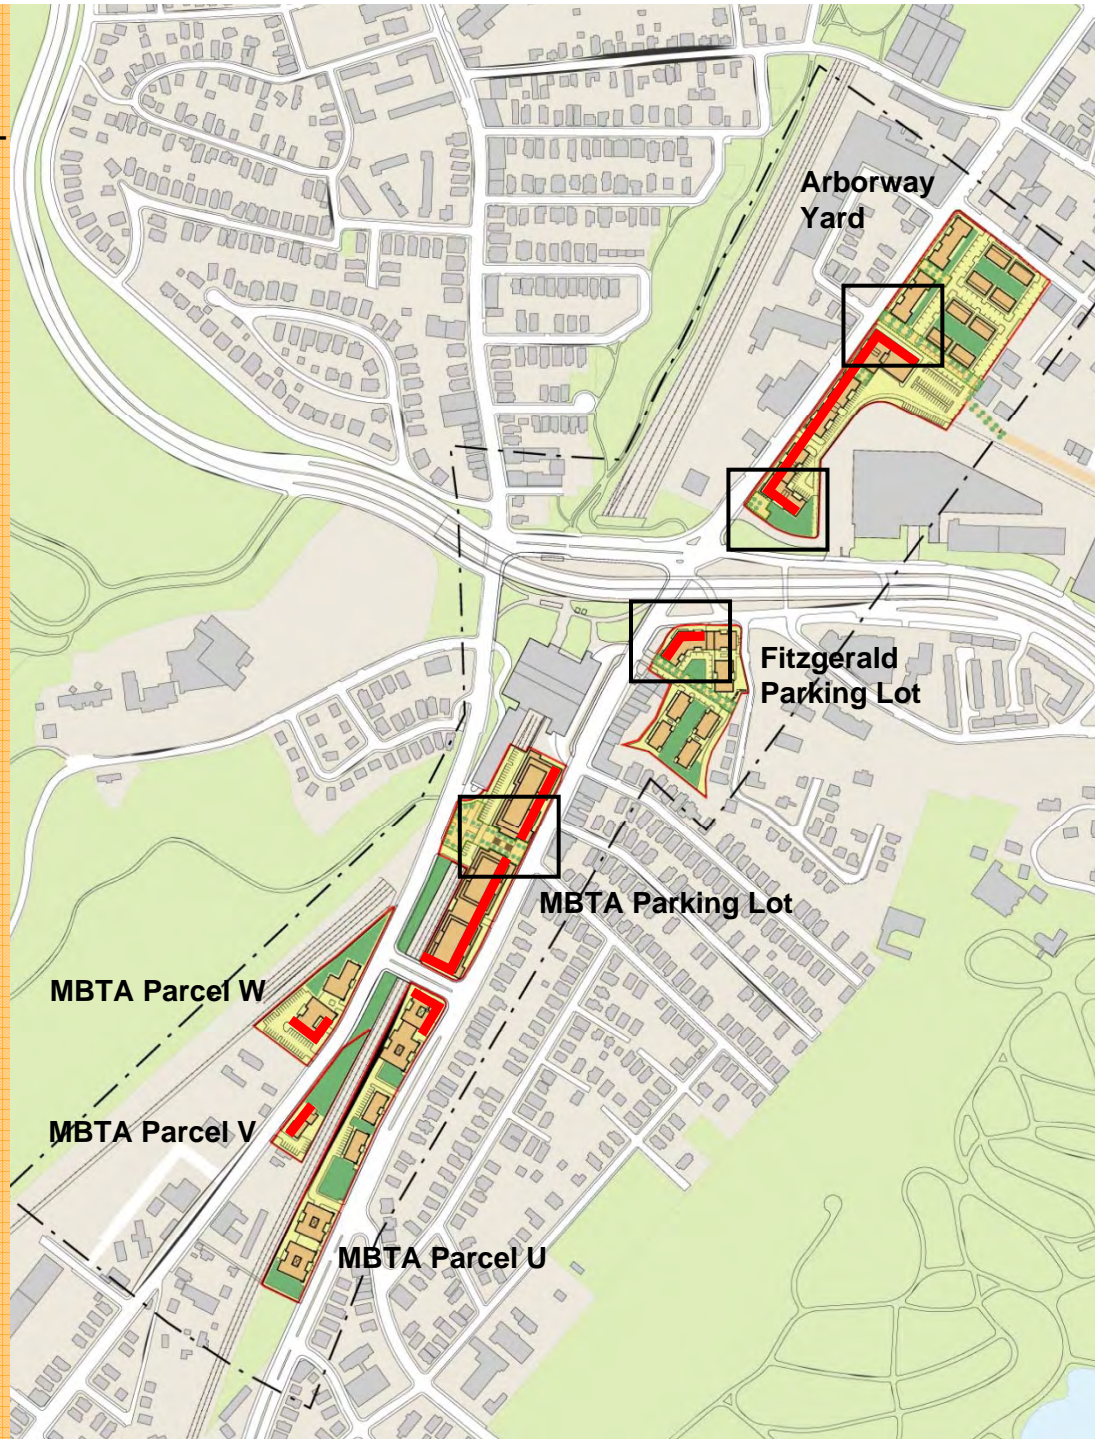 Arborway
Yard
Fitzgerald
Parking Lot
MBTA Parking Lot
MBTA Parcel W
MBTA Parcel V
MBTA Parcel U